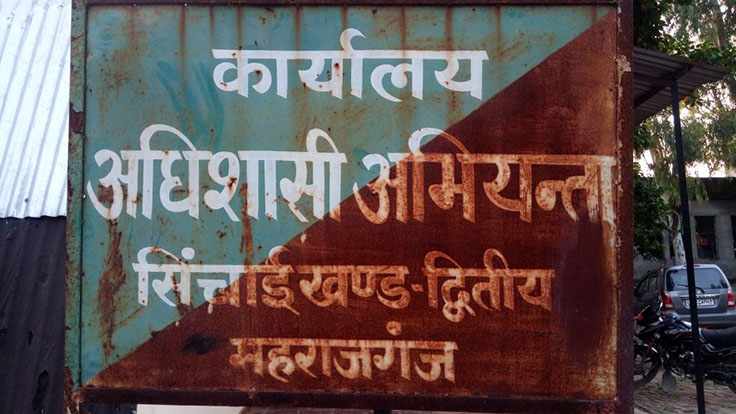 कार्यालय
अधिशासी अभियन्ता
सिंचाई खण्ड-द्वितीय
महराजगंज